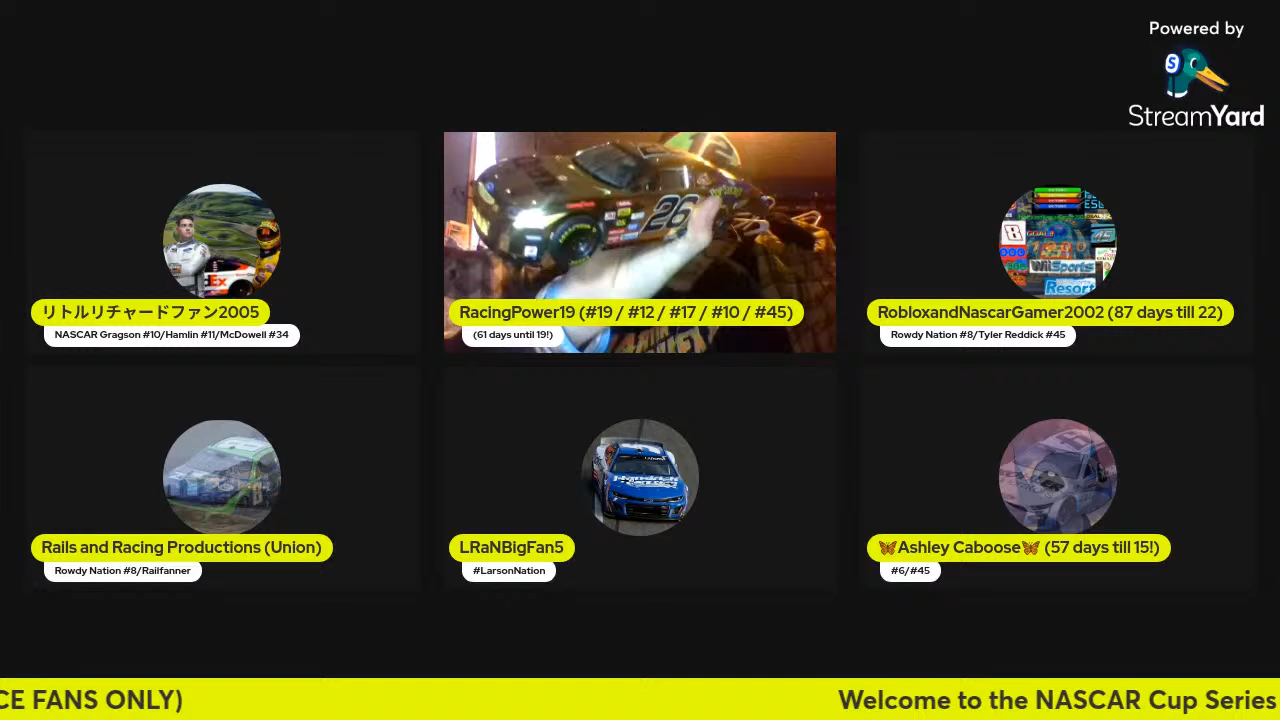 Powered by
StreamYard
リトルリチャードファン2005
NASCAR Gragson #10/Hamlin #11/McDowell #34
26
RacingPower19 (#19 / #12 / #17 / #10 / #45)
(61 days until 19!)
RobloxandNascarGamer2002 (87 days till 22)
Rowdy Nation #8/Tyler Reddick #45
Rails and Racing Productions (Union)
Rowdy Nation #8/Railfanner
LRaNBigFan5
#LarsonNation
🦋Ashley Caboose🦋 (57 days till 15!)
#6/#45
CE FANS ONLY)
Welcome to the NASCAR Cup Series